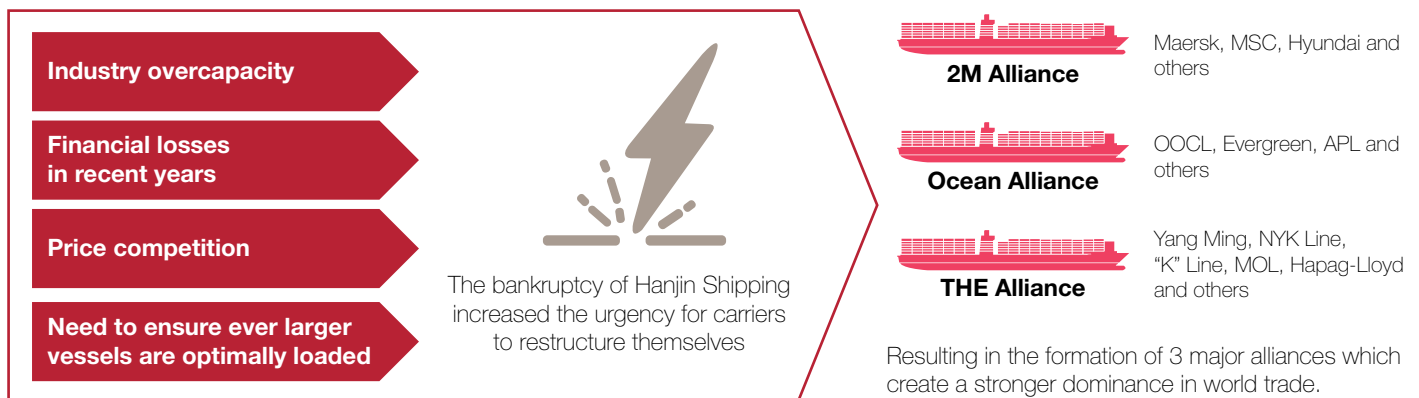 Industry overcapacity
Financial losses
in recent years
Price competition
Need to ensure ever larger
vessels are optimally loaded
The bankruptcy of Hanjin Shipping
increased the urgency for carriers
to restructure themselves
2M Alliance
Maersk, MSC, Hyundai and
others
Ocean Alliance
OOCL, Evergreen, APL and
others
THE Alliance
Yang Ming, NYK Line,
“K” Line, MOL, Hapag-Lloyd
and others
Resulting in the formation of 3 major alliances which
create a stronger dominance in world trade.